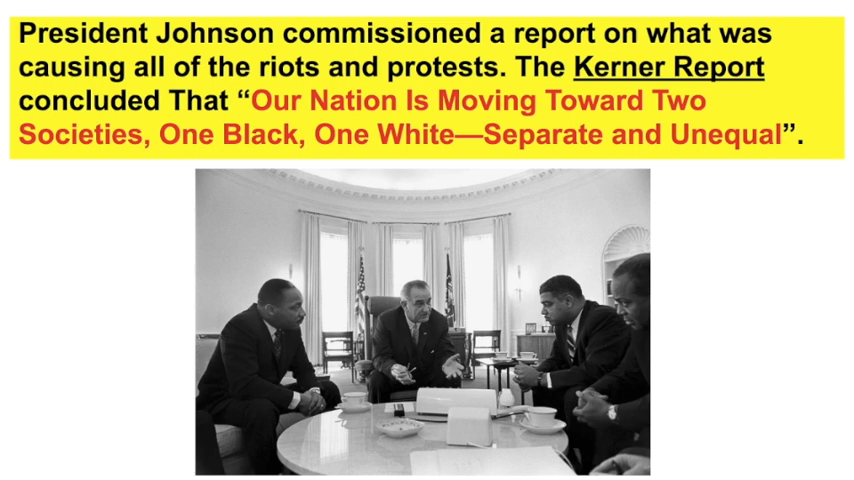 President Johnson commissioned a report on what was
causing all of the riots and protests. The Kerner Report
concluded That “Our Nation Is Moving Toward Two
Societies, One Black, One White—Separate and Unequal”.